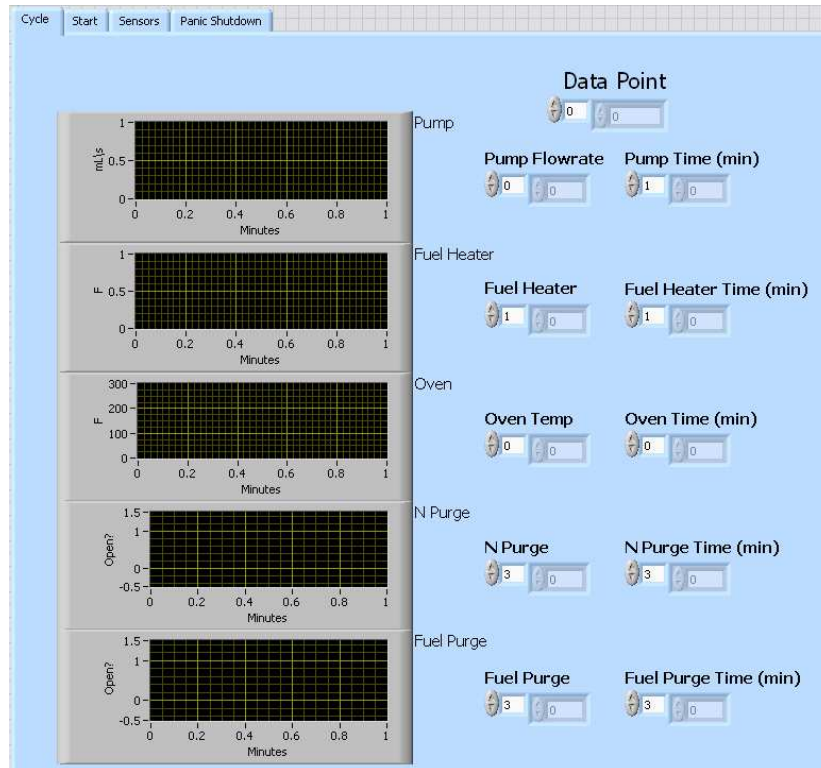 Cycle Start Sensors Panic Shutdown
Data Point
0 0
Pump
1
0.5
0
mL\s
0 0.2 0.4 0.6 0.8 1
Minutes
Pump Flowrate Pump Time (min)
0 0 1 0
Fuel Heater
1
0.5
0
F
0 0.2 0.4 0.6 0.8 1
Minutes
Fuel Heater Fuel Heater Time (min)
1 0 1 0
Oven
300
200
100
0
F
0 0.2 0.4 0.6 0.8 1
Minutes
Oven Temp Oven Time (min)
0 0 0 0
N Purge
1.5
1
0
-0.5
Open?
0 0.2 0.4 0.6 0.8 1
Minutes
N Purge N Purge Time (min)
3 0 3 0
Fuel Purge
1.5
1
0
-0.5
Open?
0 0.2 0.4 0.6 0.8 1
Minutes
Fuel Purge Fuel Purge Time (min)
3 0 3 0